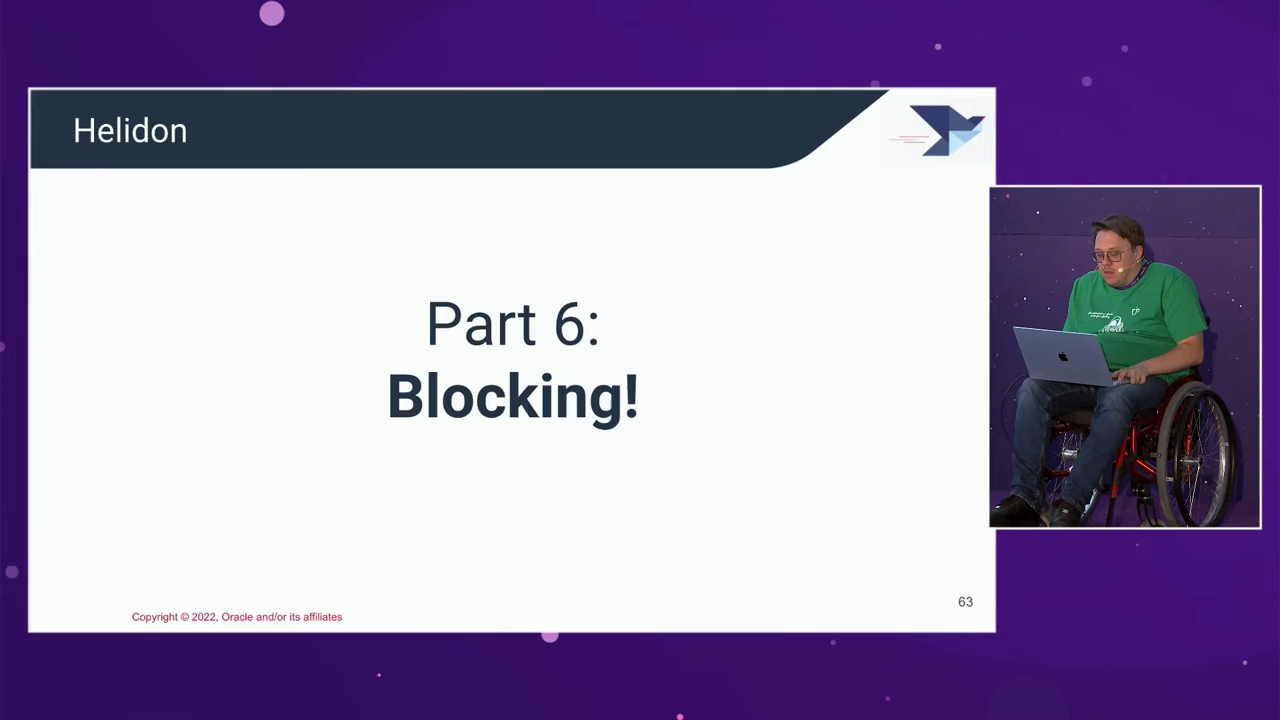 Helidon
Part 6:
Blocking!
Copyright © 2022, Oracle and/or its affiliates
63